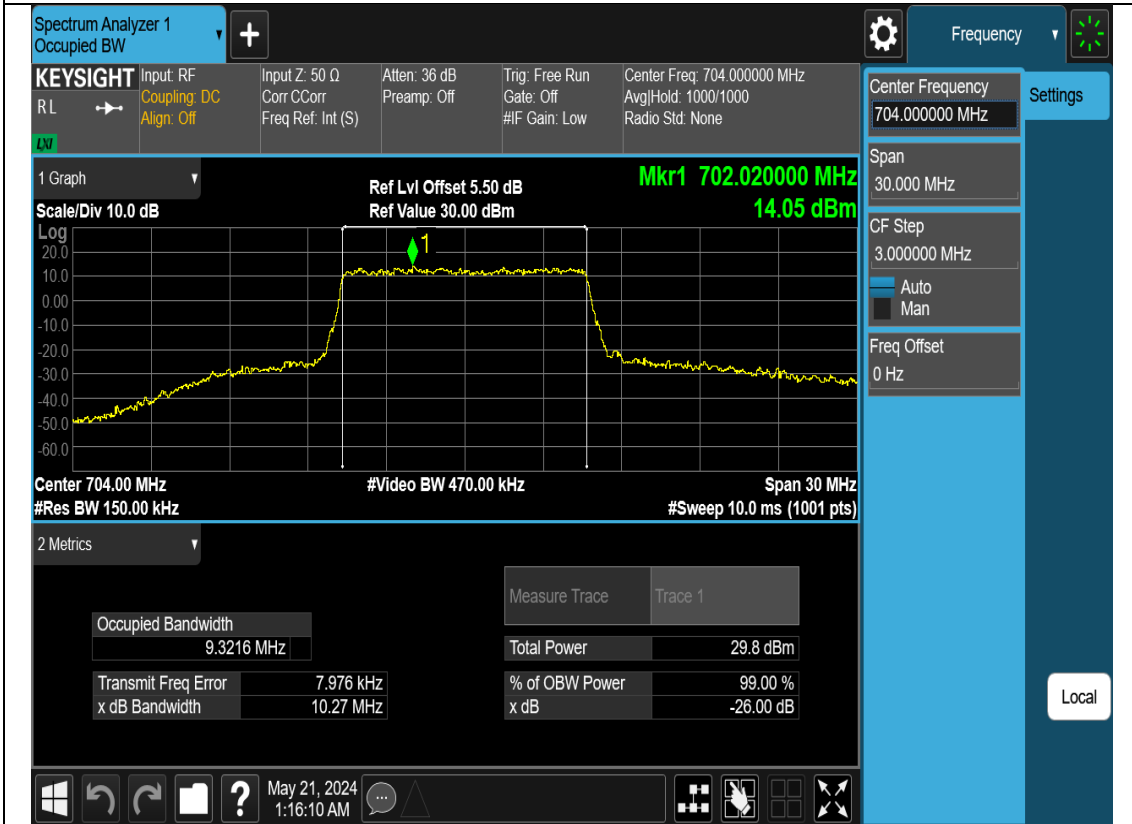 Spectrum Analyzer 1
Occupied BW
+
Frequency
KEYSIGHT
RL
LXI
Input: RF
Coupling: DC
Align: Off
Input Z: 50 Ω
Corr CCorr
Freq Ref: Int (S)
Atten: 36 dB
Preamp: Off
Trig: Free Run
Gate: Off
#IF Gain: Low
Center Freq: 704.000000 MHz
Avg|Hold: 1000/1000
Radio Std: None
Center Frequency
704.000000 MHz
Settings
Span
30.000 MHz
CF Step
3.000000 MHz
Auto
Man
Freq Offset
0 Hz
Local
1 Graph
Scale/Div 10.0 dB
Ref Lvl Offset 5.50 dB
Ref Value 30.00 dBm
Mkr1 702.020000 MHz
14.05 dBm
Log
1
20.0
10.0
0.00
-10.0
-20.0
-30.0
-40.0
-50.0
-60.0
Center 704.00 MHz
#Video BW 470.00 kHz
Span 30 MHz
#Res BW 150.00 kHz
#Sweep 10.0 ms (1001 pts)
2 Metrics
Measure Trace
Trace 1
Occupied Bandwidth
9.3216 MHz
Total Power
29.8 dBm
Transmit Freq Error
7.976 kHz
% of OBW Power
99.00 %
x dB Bandwidth
10.27 MHz
x dB
-26.00 dB
?
May 21, 2024
1:16:10 AM